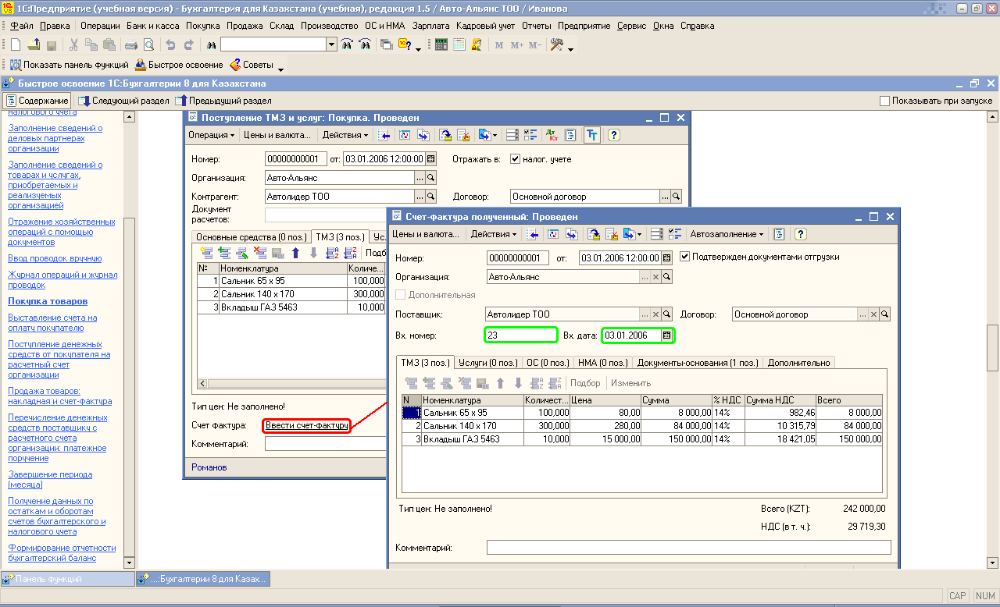 1С:Предприятие (учебная версия) - Бухгалтерия для Казахстана (учебная), редакция 1.5 / Авто-Альянс ТОО / Иванова
Файл Правка Операции Банк и касса Покупка Продажа Склад Производство ОС и НМА Зарплата Кадровый учет Отчеты Предприятие Сервис Окна Справка
M M+ M-
Показать панель функций Быстрое освоение Советы
Быстрое освоение 1С:Бухгалтерии 8 для Казахстана
Содержание Следующий раздел Предыдущий раздел Показывать при запуске
налогового учета
Заполнение сведений о
деловых партнерах
организации
Заполнение сведений о
товарах и услугах,
приобретаемых и
реализуемых
организацией
Отражение хозяйственных
операций с помощью
документов
Ввод проводок вручную
Журнал операций и журнал
проводок
Покупка товаров
Выставление счета на
оплату покупателю
Поступление денежных
средств от покупателя на
расчетный счет
организации
Продажа товаров:
накладная и счет-фактура
Перечисление денежных
средств поставщику с
расчетного счета
организации: платежное
поручение
Завершение периода
(месяца)
Получение данных по
остаткам и оборотам
счетов бухгалтерского и
налогового учета
Формирование отчетности
бухгалтерский баланс
Поступление ТМЗ и услуг: Покупка. Проведен
Операция Цены и валюта... Действия Дт Кт ?
Номер: 00000000001 от: 03.01.2006 12:00:00 Отражать в: налог. учете
Организация: Авто-Альянс
Контрагент: Автолидер ТОО Договор: Основной договор
Документ
расчетов:
Основные средства (0 поз.) ТМЗ (3 поз.) Ус
Подб
№ Номенклатура Количе...
1 Сальник 65 х 95 100,000
2 Сальник 140 х 170 300,000
3 Вкладыш ГАЗ 5463 10,000
Тип цен: Не заполнено!
Счет фактура: Ввести счет-фактуру
Комментарий:
Романов
Счет-фактура полученный: Проведен
Цены и валюта... Действия Автозаполнение ?
Номер: 00000000001 от: 03.01.2006 12:00:00 Подтвержден документами отгрузки
Организация: Авто-Альянс
Дополнительная
Поставщик: Автолидер ТОО Договор: Основной договор
Вх. номер: 23 Вх. дата: 03.01.2006
ТМЗ (3 поз.) Услуги (0 поз.) ОС (0 поз.) НМА (0 поз.) Документы-основания (1 поз.) Дополнительно
Подбор Изменить
N Номенклатура Количест... Цена Сумма % НДС Сумма НДС Всего
1 Сальник 65 х 95 100,000 80,00 8 000,00 14% 982,46 8 000,00
2 Сальник 140 х 170 300,000 280,00 84 000,00 14% 10 315,79 84 000,00
3 Вкладыш ГАЗ 5463 10,000 15 000,00 150 000,00 14% 18 421,05 150 000,00
Тип цен: Не заполнено! Всего (KZT): 242 000,00
НДС (в т. ч.): 29 719,30
Комментарий:
Панель функций ...:Бухгалтерии 8 для Казах...
CAP NUM